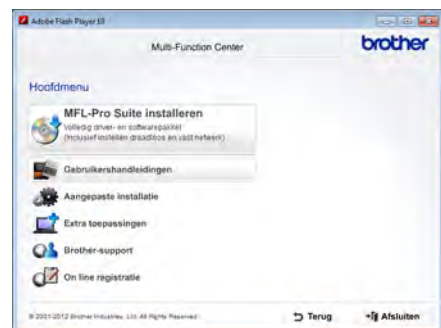 Adobe Flash Player 10
Multi-Function Center
brother
Hoofdmenu
MFL-Pro Suite installeren
Volledig driver- en softwarepakket
(inclusief instellen draadloos en vast netwerk)
Gebruikershandleidingen
Aangepaste installatie
Extra toepassingen
Brother-support
On line registratie
© 2001-2012 Brother Industries, Ltd. All Rights Reserved.
Terug
Afsluiten